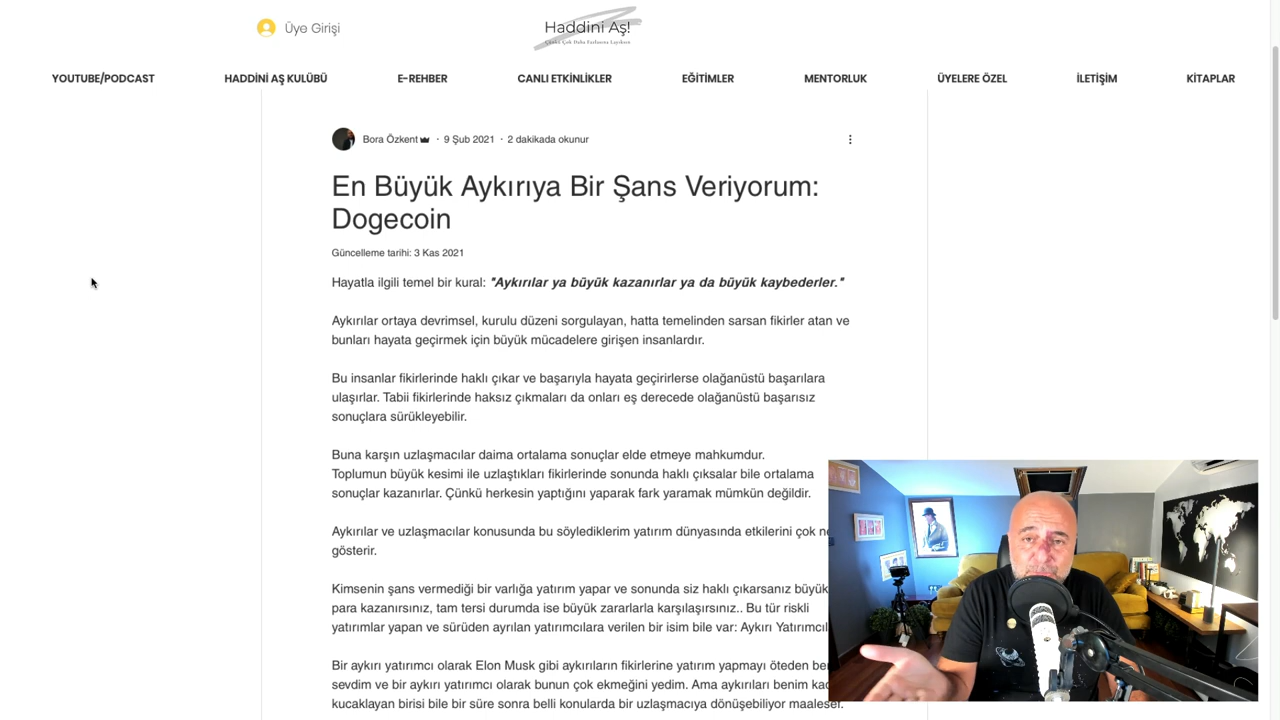 Üye Girişi
Haddini Aş!
YOUTUBE/PODCAST
HADDİNİ AŞ KULÜBÜ
E-REHBER
CANLI ETKİNLİKLER
EĞİTİMLER
MENTORLUK
ÜYELERE ÖZEL
İLETİŞİM
KİTAPLAR
Bora Özkent · 9 Şub 2021 · 2 dakikada okunur
En Büyük Aykırıya Bir Şans Veriyorum:
Dogecoin
Güncelleme tarihi: 3 Kas 2021
Hayatla ilgili temel bir kural: "Aykırılar ya büyük kazanırlar ya da büyük kaybederler."
Aykırılar ortaya devrimsel, kurulu düzeni sorgulayan, hatta temelinden sarsan fikirler atan ve
bunları hayata geçirmek için büyük mücadelere girişen insanlardır.
Bu insanlar fikirlerinde haklı çıkar ve başarıyla hayata geçirirlerse olağanüstü başarılara
ulaşırlar. Tabii fikirlerinde haksız çıkmaları da onları eş derecede olağanüstü başarısız
sonuçlara sürükleyebilir.
Buna karşın uzlaşmacılar daima ortalama sonuçlar elde etmeye mahkumdur.
Toplumun büyük kesimi ile uzlaştıkları fikirlerinde sonunda haklı çıksalar bile ortalama
sonuçlar kazanırlar. Çünkü herkesin yaptığını yaparak fark yaramak mümkün değildir.
Aykırılar ve uzlaşmacılar konusunda bu söylediklerim yatırım dünyasında etkilerini çok
gösterir.
Kimsenin şans vermediği bir varlığa yatırım yapar ve sonunda siz haklı çıkarsanız büyük
para kazanırsınız, tam tersi durumda ise büyük zararlarla karşılaşırsınız.. Bu tür riskli
yatırımlar yapan ve sürüden ayrılan yatırımcılara verilen bir isim bile var: Aykırı
Bir aykırı yatırımcı olarak Elon Musk gibi aykırıların fikirlerine yatırım yapmayı öteden
sevdim ve bir aykırı yatırımcı olarak bunun çok ekmeğini yedim. Ama aykırıları benim
kucaklayan birisi bile bir süre sonra belli konularda bir uzlaşmacıya dönüşebiliyor maalesef.